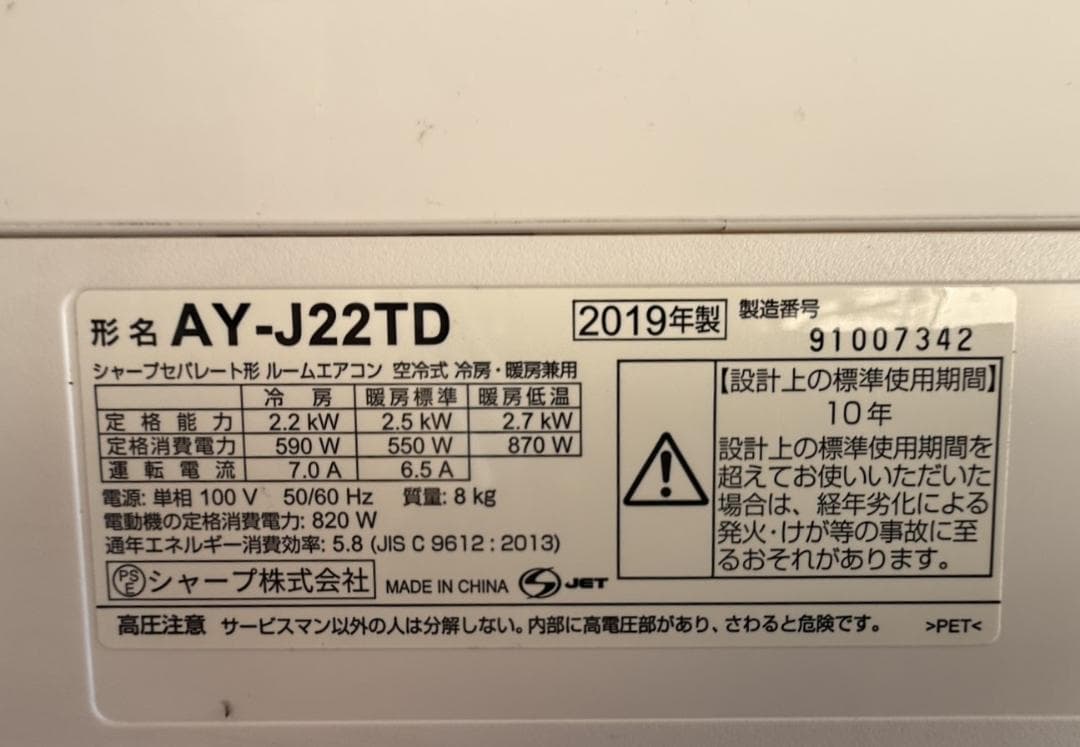 形名 AY-J22TD
2019年製
製造番号
91007342
シャープセパレート形 ルームエアコン 空冷式 冷房・暖房兼用
冷房 暖房標準 暖房低温
定格能力 2.2 kW 2.5 kW 2.7 kW
定格消費電力 590 W 550 W 870 W
運転電流 7.0 A 6.5 A
電源: 単相 100 V 50/60 Hz 質量: 8 kg
電動機の定格消費電力: 820 W
通年エネルギー消費効率: 5.8 (JIS C 9612 : 2013)
PSE シャープ株式会社 MADE IN CHINA S JET
【設計上の標準使用期間】
10年
設計上の標準使用期間を
超えてお使いいただいた
場合は、経年劣化による
発火・けが等の事故に至
るおそれがあります。
高圧注意 サービスマン以外の人は分解しない。内部に高電圧部があり、さわると危険です。 >PET<